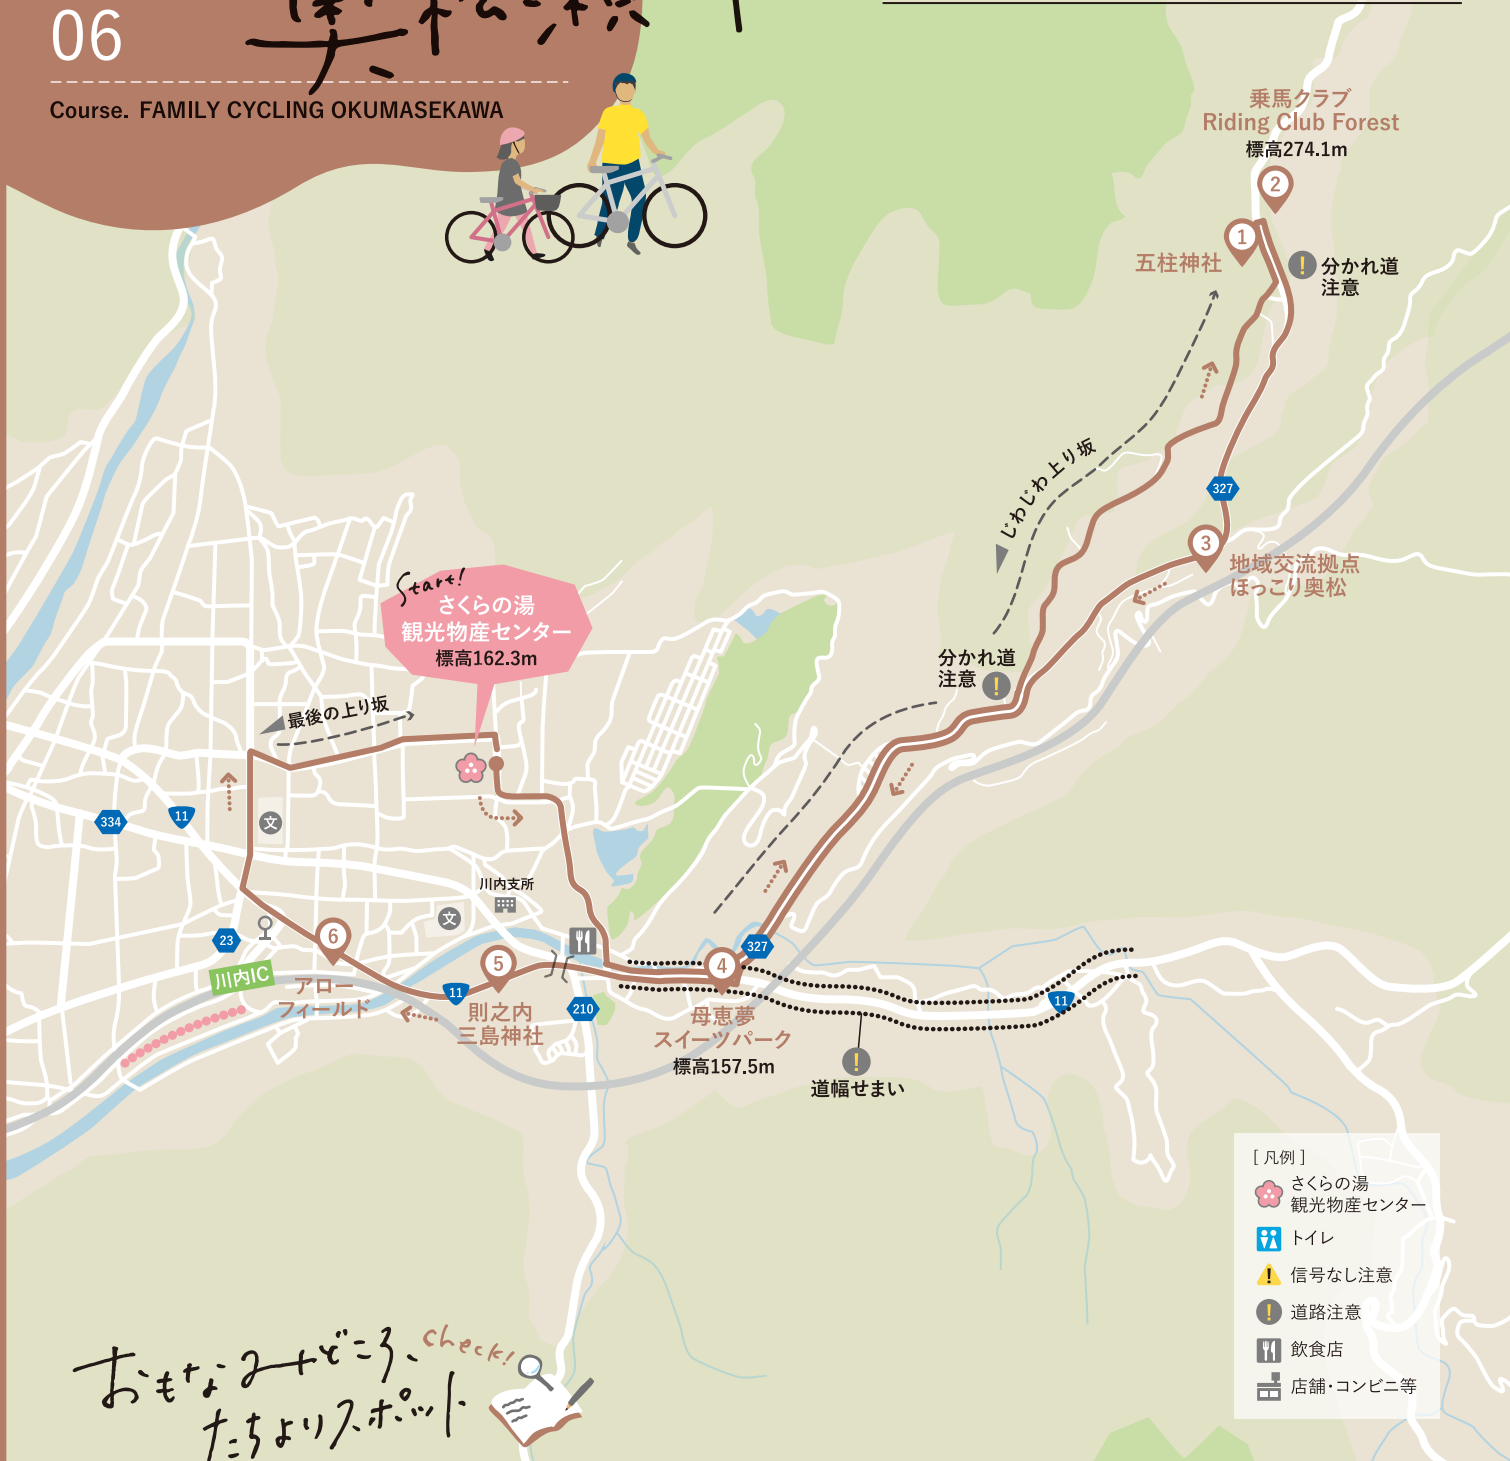 06
Course. FAMILY CYCLING OKUMASEKAWA
乗馬クラブ
Riding Club Forest
標高274.1m
2
1
五柱神社
!
分かれ道
注意
じわじわ上り坂
327
3
地域交流拠点
ほっこり奥松
Start!
さくらの湯
観光物産センター
標高162.3m
分かれ道
注意
!
最後の上り坂
334
11
文
川内支所
文
23
川内IC
6
アロー
フィールド
5
11
則之内
三島神社
210
4
327
母恵夢
スイーツパーク
標高157.5m
11
!
道幅せまい
[ 凡例 ]
さくらの湯
観光物産センター
トイレ
! 信号なし注意
! 道路注意
飲食店
店舗・コンビニ等
おもなみどころ、
check!
たちよりスポット